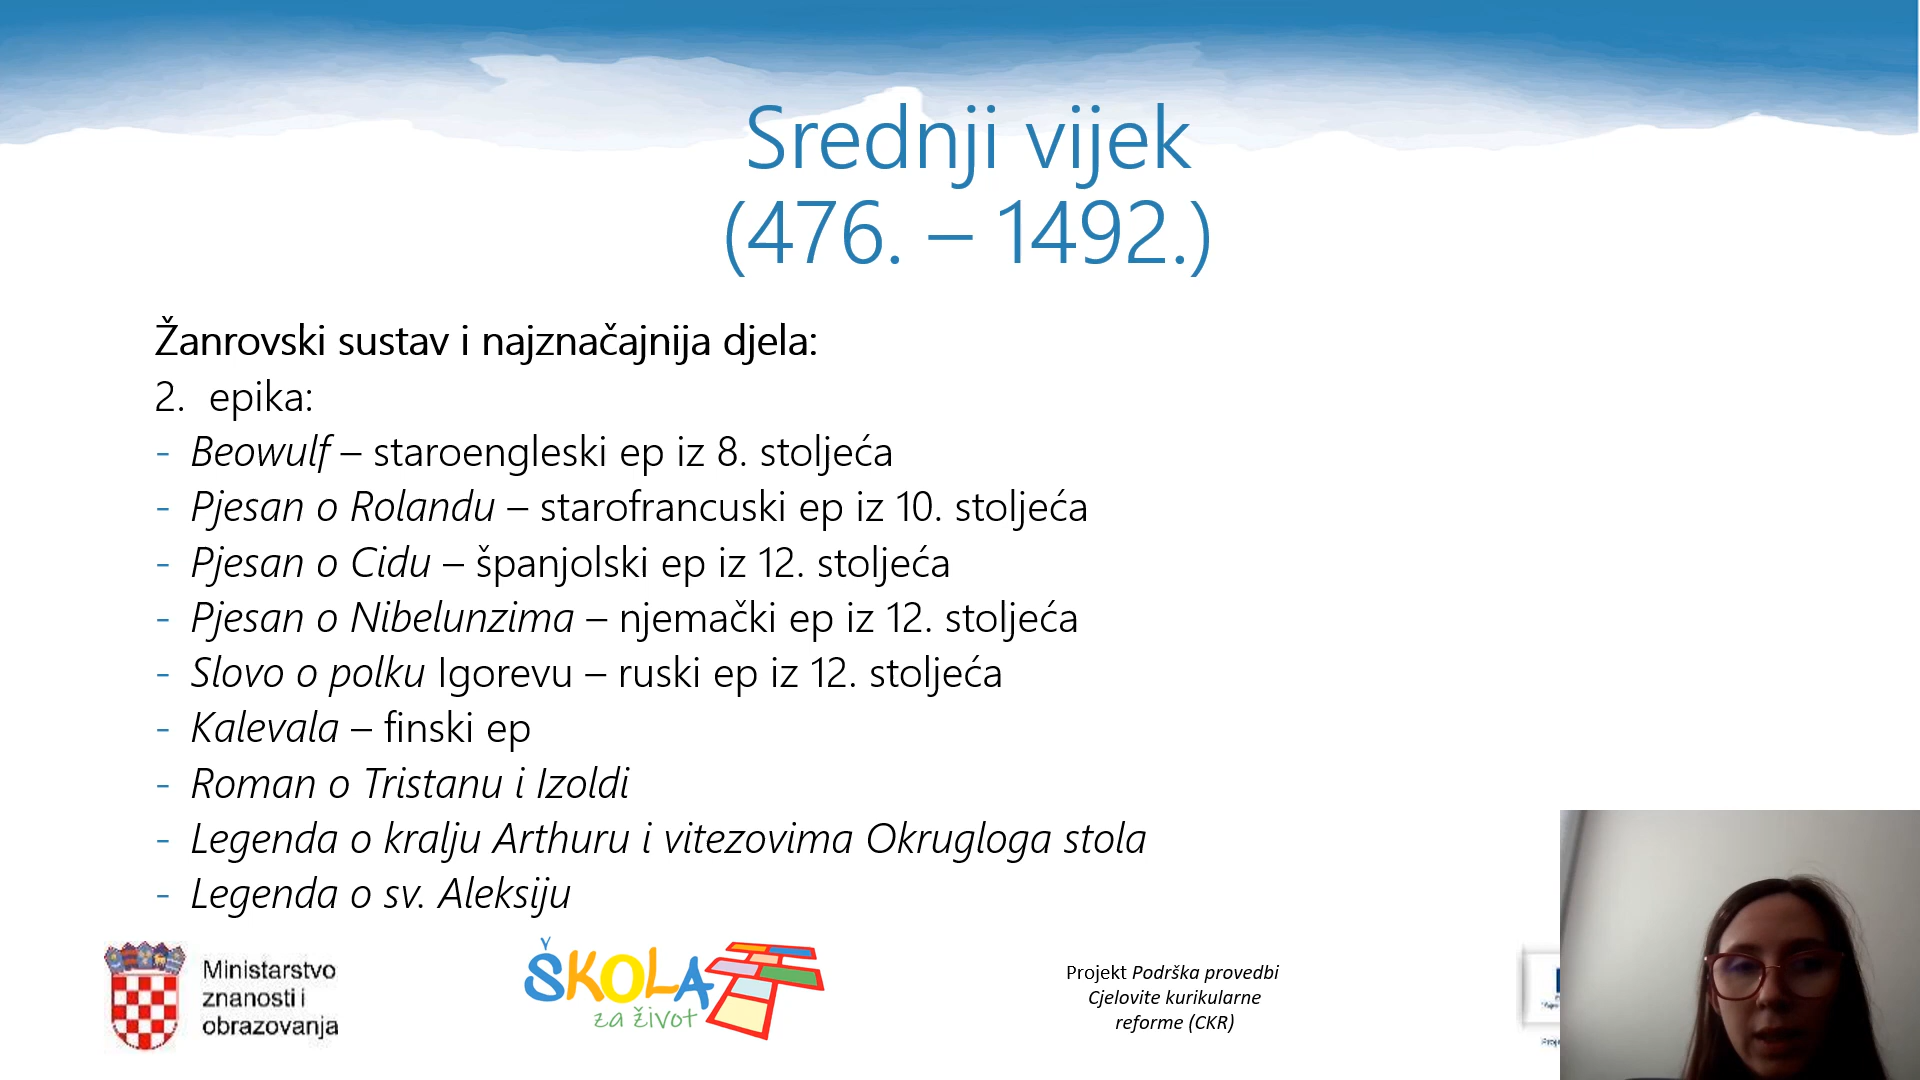 Srednji vijek
(476. – 1492.)
Žanrovski sustav i najznačajnija djela:
2. epika:
- Beowulf – staroengleski ep iz 8. stoljeća
- Pjesan o Rolandu – starofrancuski ep iz 10. stoljeća
- Pjesan o Cidu – španjolski ep iz 12. stoljeća
- Pjesan o Nibelunzima – njemački ep iz 12. stoljeća
- Slovo o polku Igorevu – ruski ep iz 12. stoljeća
- Kalevala – finski ep
- Roman o Tristanu i Izoldi
- Legenda o kralju Arthuru i vitezovima Okrugloga stola
- Legenda o sv. Aleksiju
Ministarstvo
znanosti i
obrazovanja
ŠKOLA
za život
Projekt Podrška provedbi
Cjelovite kurikularne
reforme (CKR)